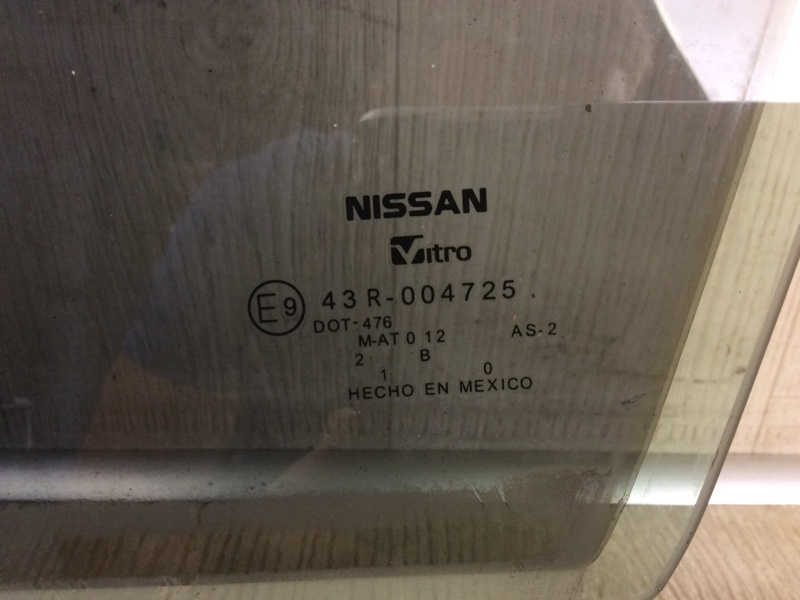 NISSAN
Vitro
E9 43R-004725 .
DOT-476
M-AT 0 12 AS-2
2 B
1 0
HECHO EN MEXICO